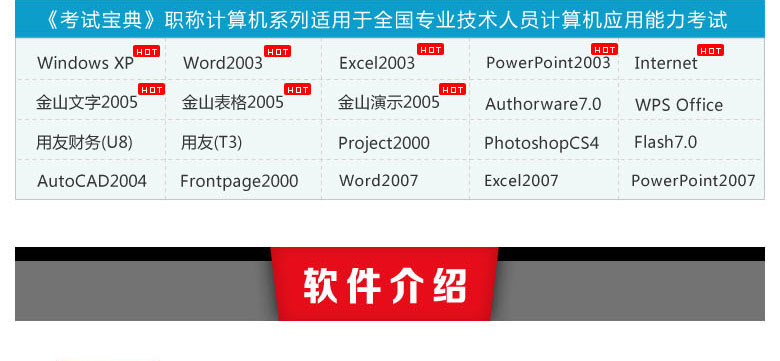 《考试宝典》职称计算机系列适用于全国专业技术人员计算机应用能力考试
Windows XP HOT Word2003 HOT Excel2003 HOT PowerPoint2003 HOT Internet HOT
金山文字2005 HOT 金山表格2005 HOT 金山演示2005 HOT Authorware7.0 WPS Office
用友财务(U8) 用友(T3) Project2000 PhotoshopCS4 Flash7.0
AutoCAD2004 Frontpage2000 Word2007 Excel2007 PowerPoint2007
软件介绍